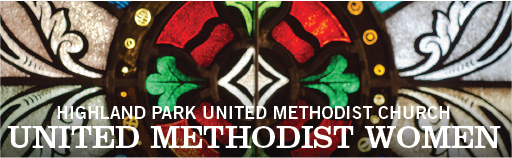 HIGHLAND PARK UNITED METHODIST CHURCH
UNITED METHODIST WOMEN